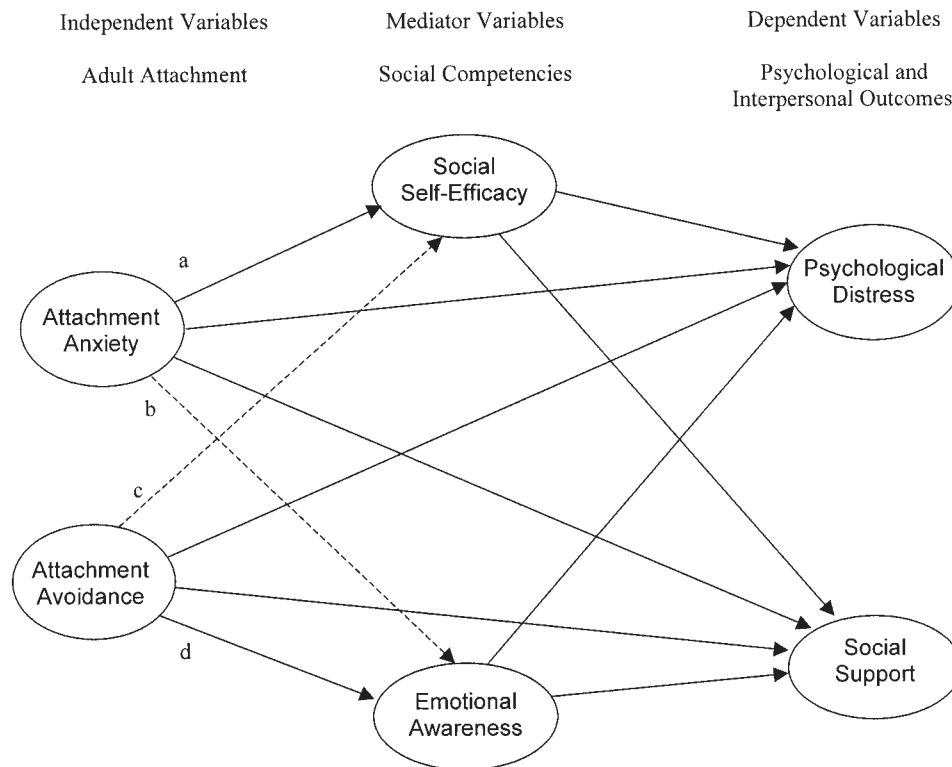 Independent Variables
Mediator Variables
Dependent Variables
Adult Attachment
Social Competencies
Psychological and
Interpersonal Outcomes
Social
Self-Efficacy
a
Psychological
Distress
Attachment
Anxiety
b
c
Attachment
Avoidance
d
Social
Support
Emotional
Awareness